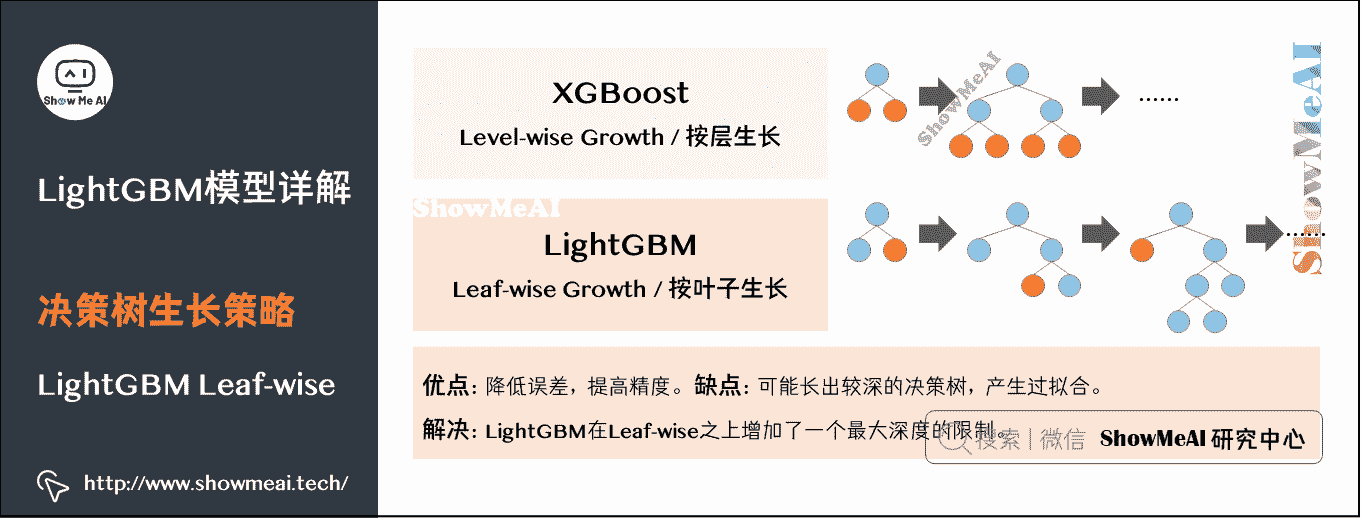 Show Me AI
LightGBM模型详解
决策树生长策略
LightGBM Leaf-wise
http://www.showmeai.tech/
XGBoost
Level-wise Growth / 按层生长
ShowMeAI
······
ShowMeAI
LightGBM
Leaf-wise Growth / 按叶子生长
······
ShowMeAI
优点：降低误差，提高精度。缺点：可能长出较深的决策树，产生过拟合。
解决：LightGBM在Leaf-wise之上增加了一个最大深度的限制。
搜索｜微信 ShowMeAI 研究中心